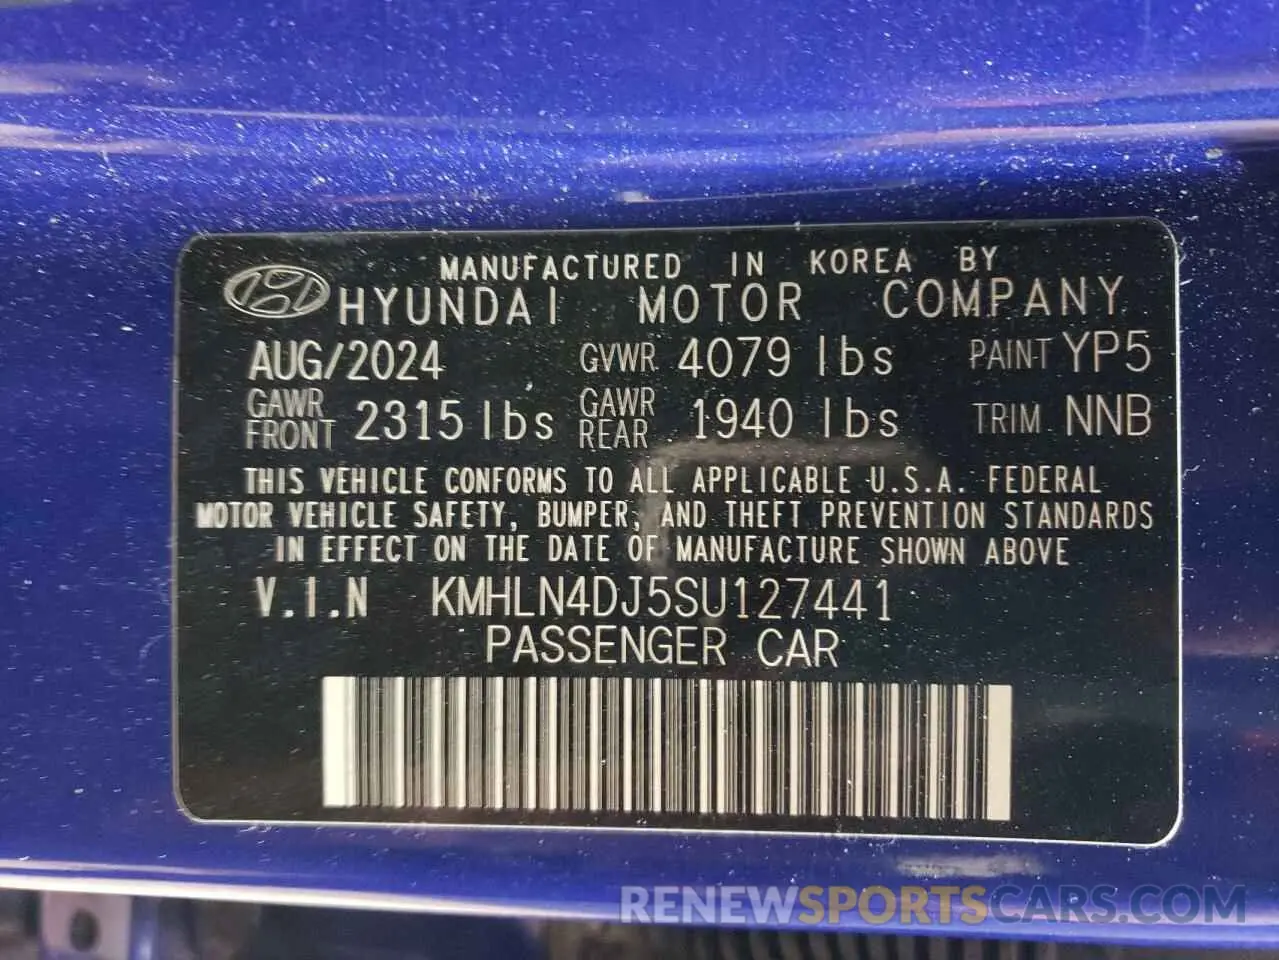 MANUFACTURED IN KOREA BY
HYUNDAI MOTOR COMPANY
AUG/2024 GVWR 4079 lbs PAINT YP5
GAWR FRONT 2315 lbs GAWR REAR 1940 lbs TRIM NNB
THIS VEHICLE CONFORMS TO ALL APPLICABLE U.S.A. FEDERAL
MOTOR VEHICLE SAFETY, BUMPER, AND THEFT PREVENTION STANDARDS
IN EFFECT ON THE DATE OF MANUFACTURE SHOWN ABOVE
V.I.N KMHLN4DJ5SU127441
PASSENGER CAR
RENEWSPORTSCARS.COM